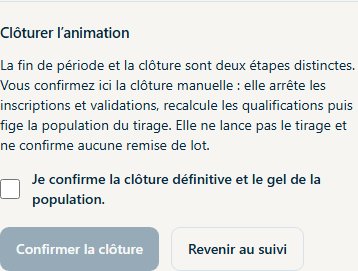 Clôturer l’animation
La fin de période et la clôture sont deux étapes distinctes.
Vous confirmez ici la clôture manuelle : elle arrête les
inscriptions et validations, recalcule les qualifications puis
fige la population du tirage. Elle ne lance pas le tirage et
ne confirme aucune remise de lot.
Je confirme la clôture définitive et le gel de la
population.
Confirmer la clôture
Revenir au suivi